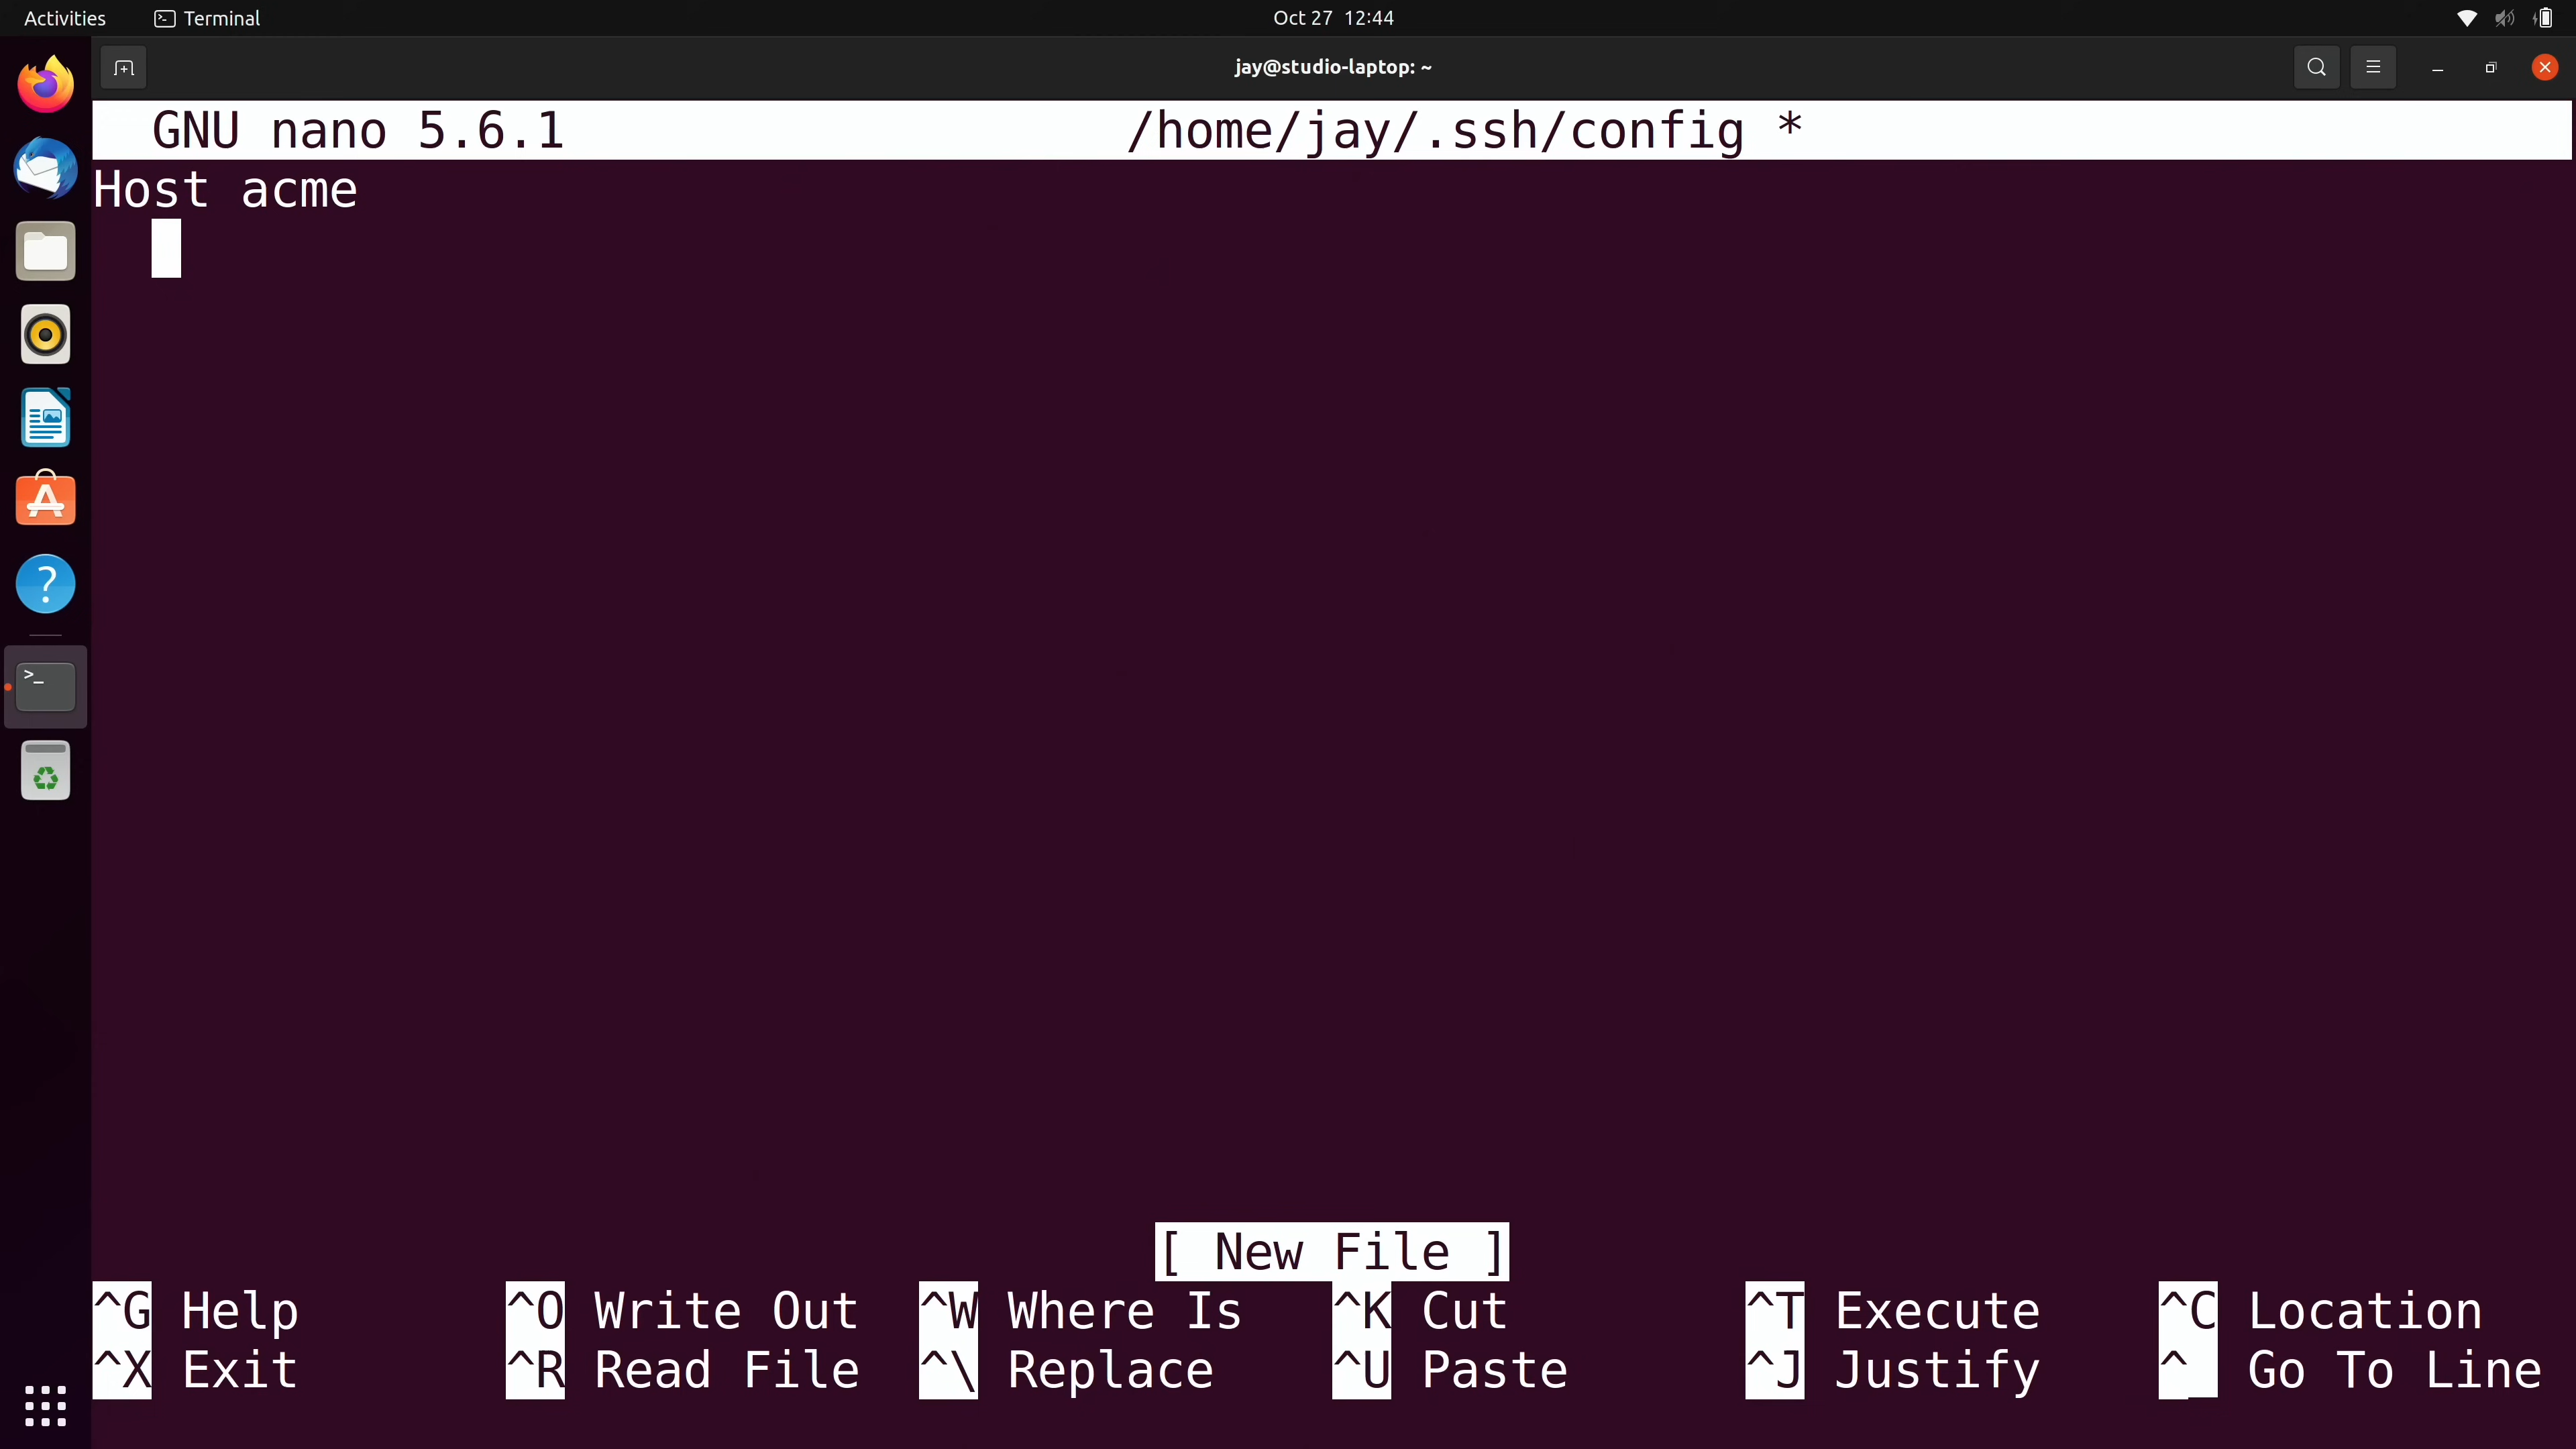 Activities Terminal Oct 27 12:44
jay@studio-laptop: ~
GNU nano 5.6.1 /home/jay/.ssh/config *
Host acme
[ New File ]
^G Help ^O Write Out ^W Where Is ^K Cut ^T Execute ^C Location
^X Exit ^R Read File ^\ Replace ^U Paste ^J Justify ^_ Go To Line